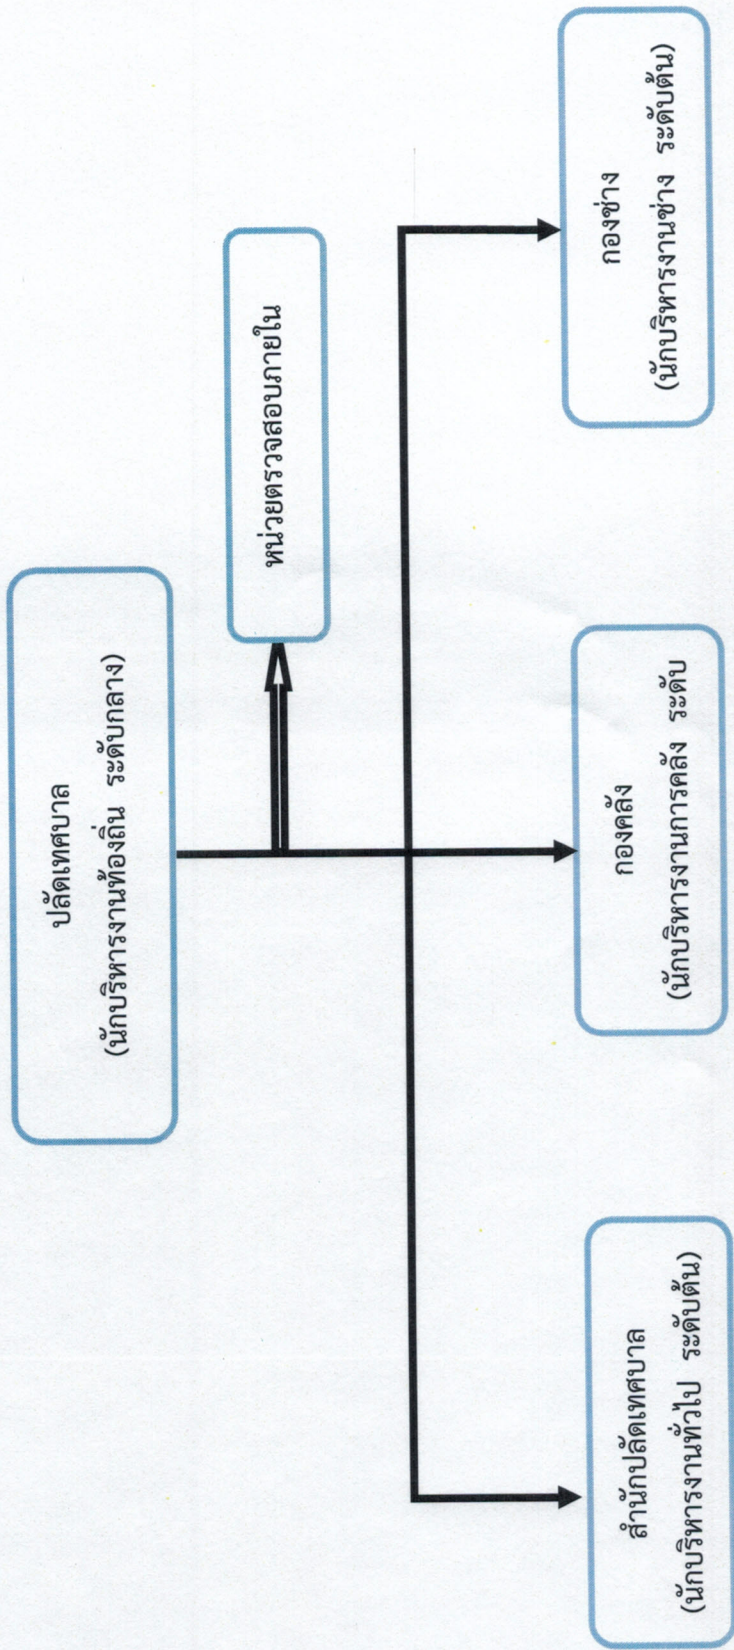 ปลัดเทศบาล
(นักบริหารงานท้องถิ่น ระดับกลาง)
หน่วยตรวจสอบภายใน
สำนักปลัดเทศบาล
(นักบริหารงานทั่วไป ระดับต้น)
กองคลัง
(นักบริหารงานการคลัง ระดับ
กองช่าง
(นักบริหารงานช่าง ระดับต้น)